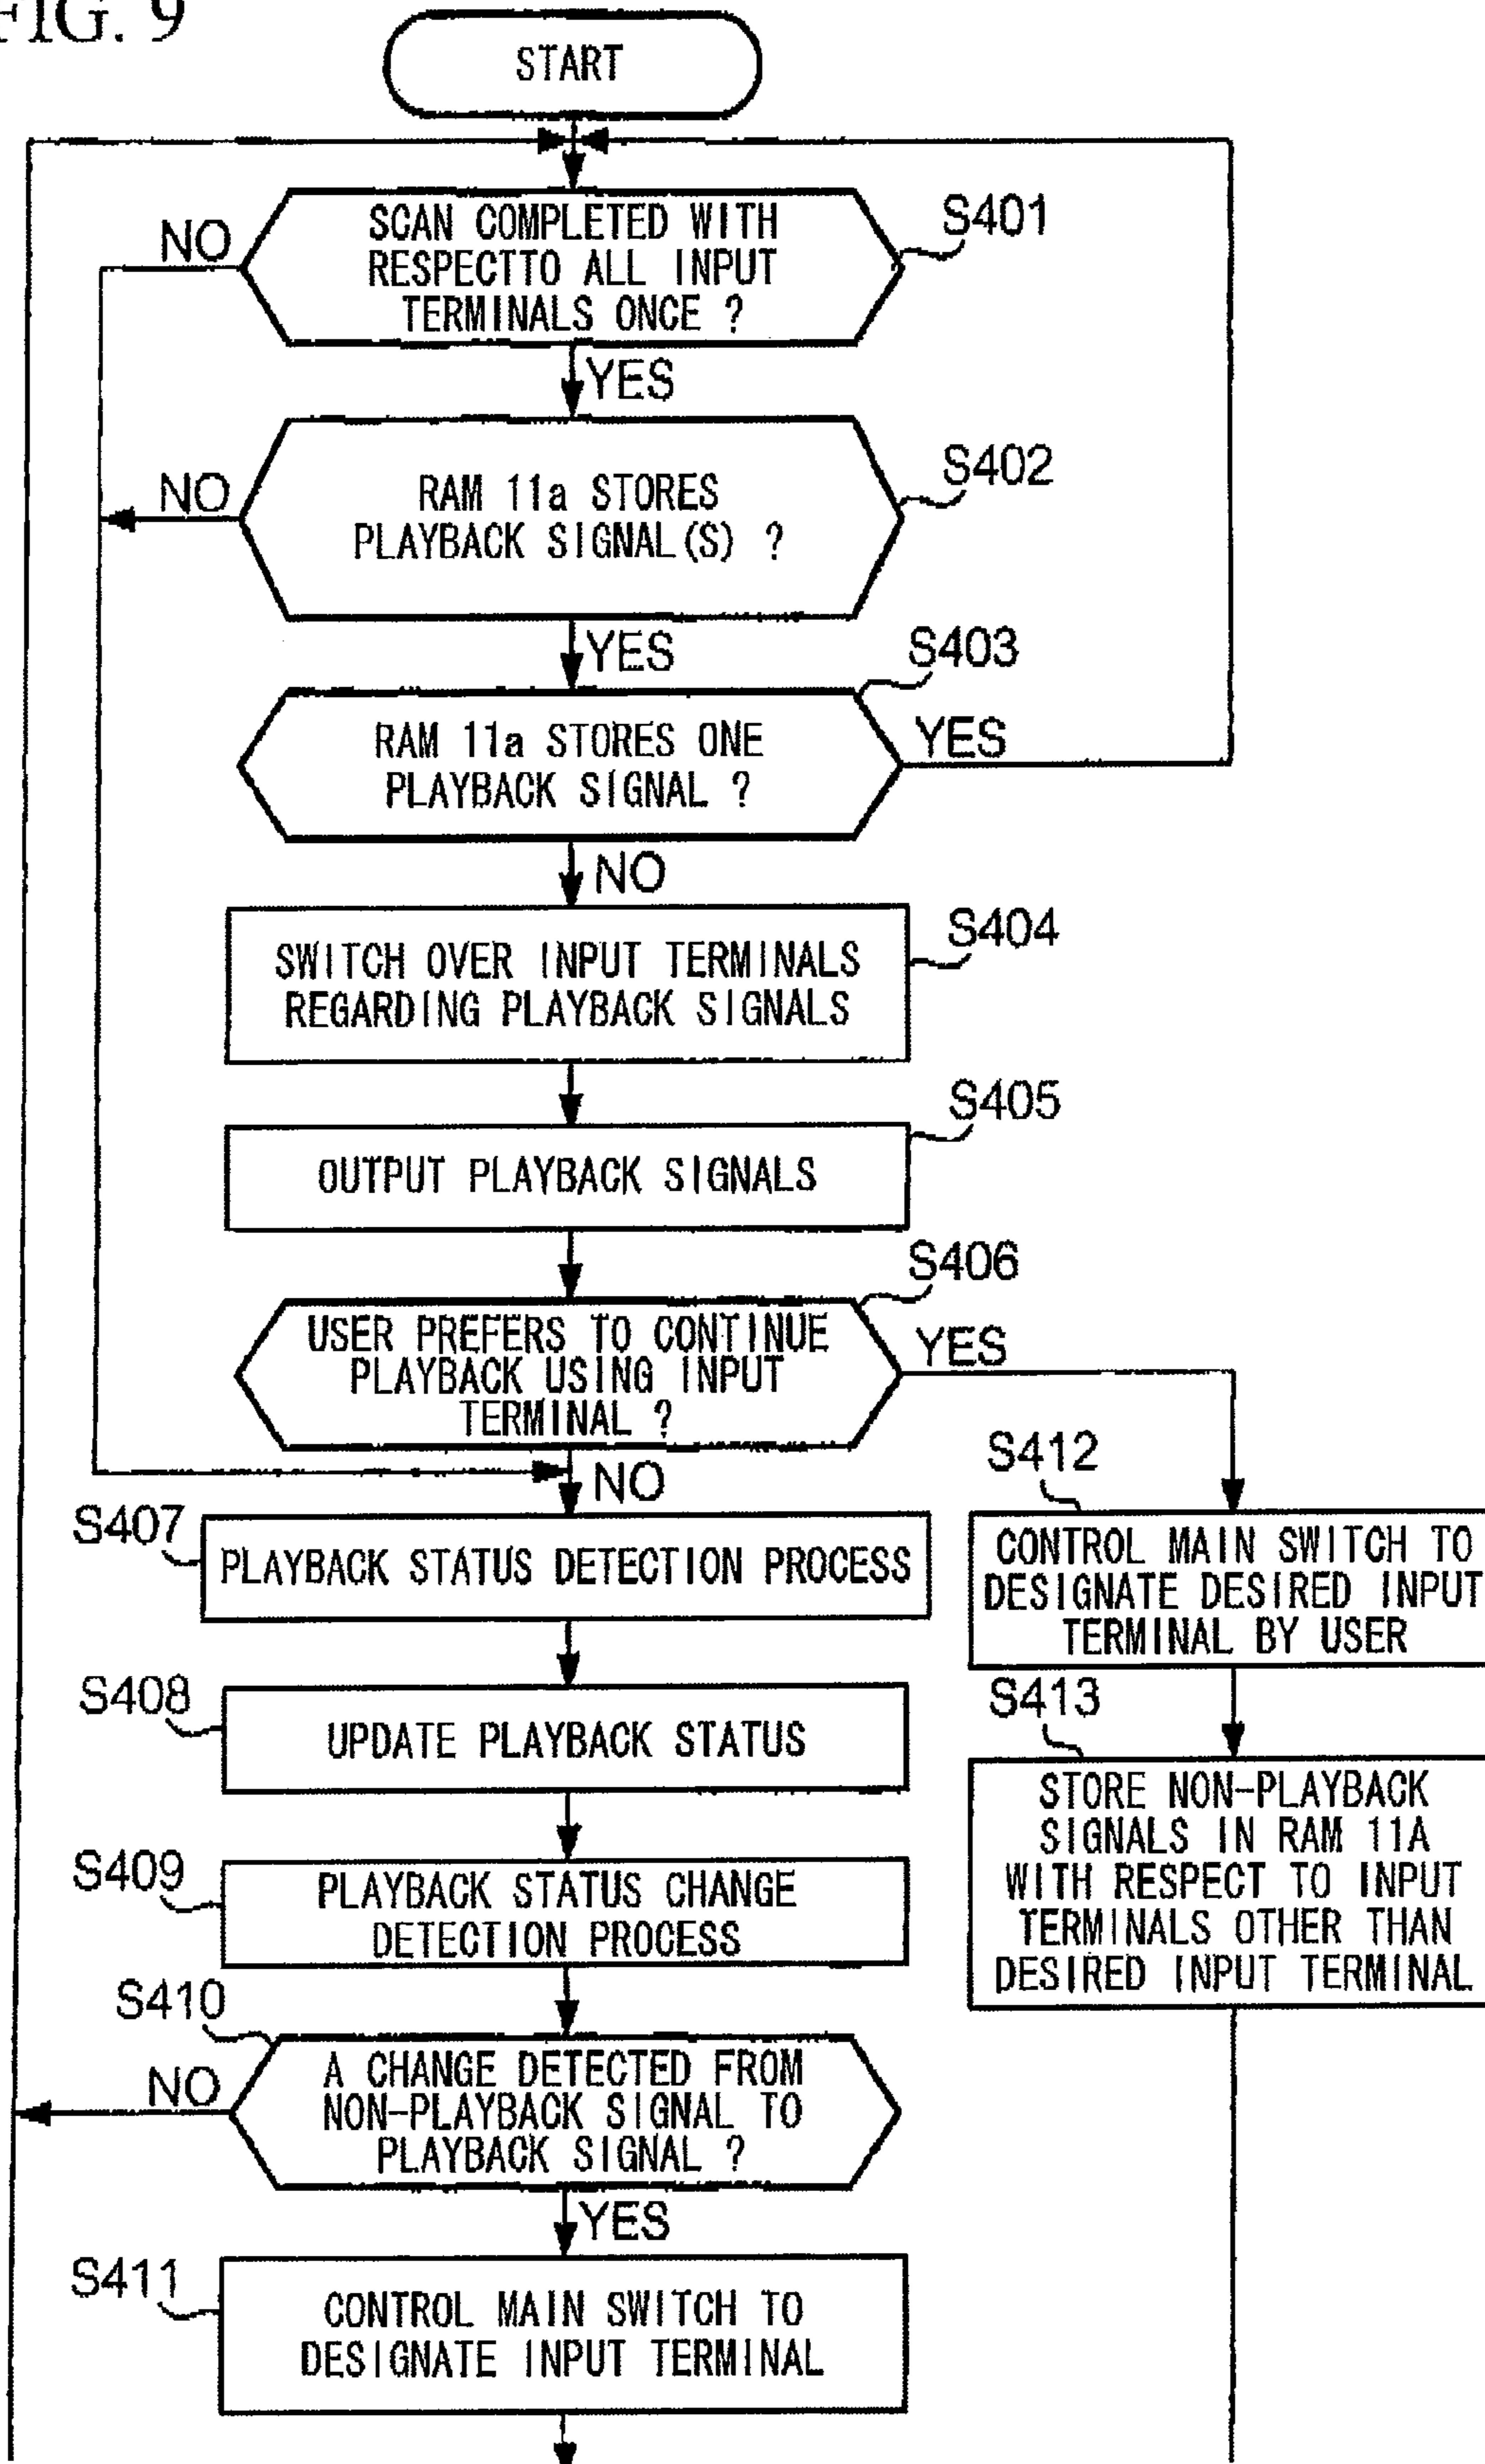 FIG. 9
START
SCAN COMPLETED WITH
RESPECTTO ALL INPUT
TERMINALS ONCE ?
S401
NO
YES
RAM 11a STORES
PLAYBACK SIGNAL(S) ?
S402
NO
YES
RAM 11a STORES ONE
PLAYBACK SIGNAL ?
S403
YES
NO
SWITCH OVER INPUT TERMINALS
REGARDING PLAYBACK SIGNALS
S404
OUTPUT PLAYBACK SIGNALS
S405
USER PREFERS TO CONTINUE
PLAYBACK USING INPUT
TERMINAL ?
S406
YES
NO
S407
PLAYBACK STATUS DETECTION PROCESS
S408
UPDATE PLAYBACK STATUS
S409
PLAYBACK STATUS CHANGE
DETECTION PROCESS
S410
A CHANGE DETECTED FROM
NON-PLAYBACK SIGNAL TO
PLAYBACK SIGNAL ?
NO
YES
S411
CONTROL MAIN SWITCH TO
DESIGNATE INPUT TERMINAL
S412
CONTROL MAIN SWITCH TO
DESIGNATE DESIRED INPUT
TERMINAL BY USER
S413
STORE NON-PLAYBACK
SIGNALS IN RAM 11A
WITH RESPECT TO INPUT
TERMINALS OTHER THAN
DESIRED INPUT TERMINAL